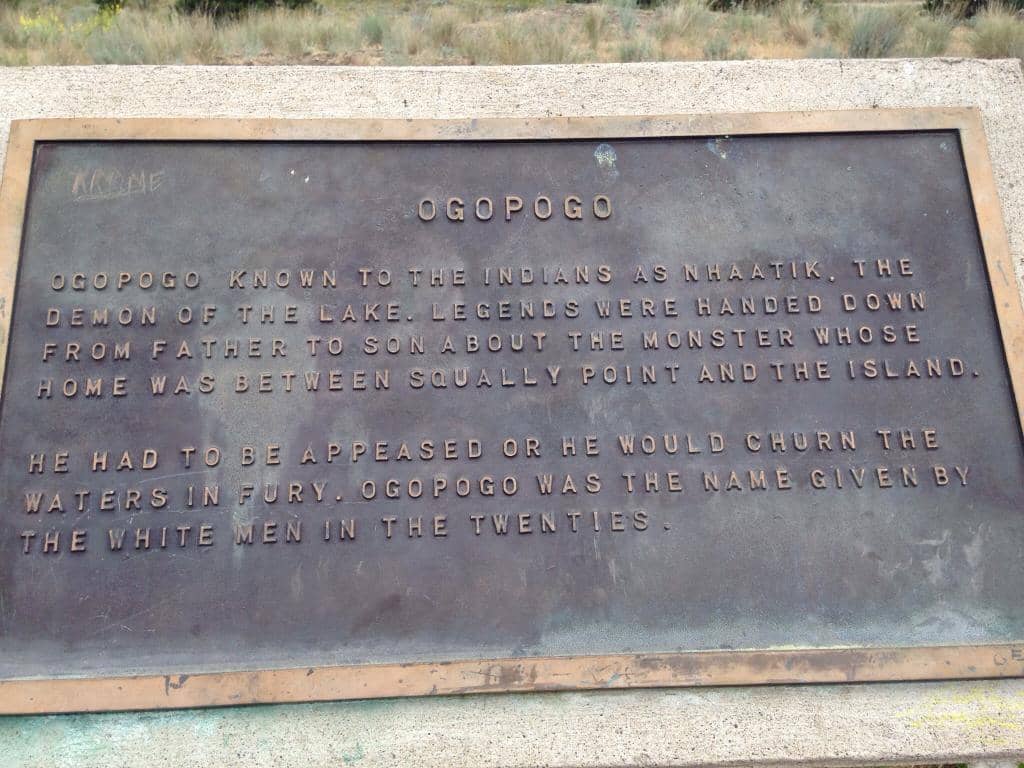 OGOPOGO
OGOPOGO KNOWN TO THE INDIANS AS NHAATIK, THE
DEMON OF THE LAKE. LEGENDS WERE HANDED DOWN
FROM FATHER TO SON ABOUT THE MONSTER WHOSE
HOME WAS BETWEEN SQUALLY POINT AND THE ISLAND.
HE HAD TO BE APPEASED OR HE WOULD CHURN THE
WATERS IN FURY. OGOPOGO WAS THE NAME GIVEN BY
THE WHITE MEN IN THE TWENTIES.